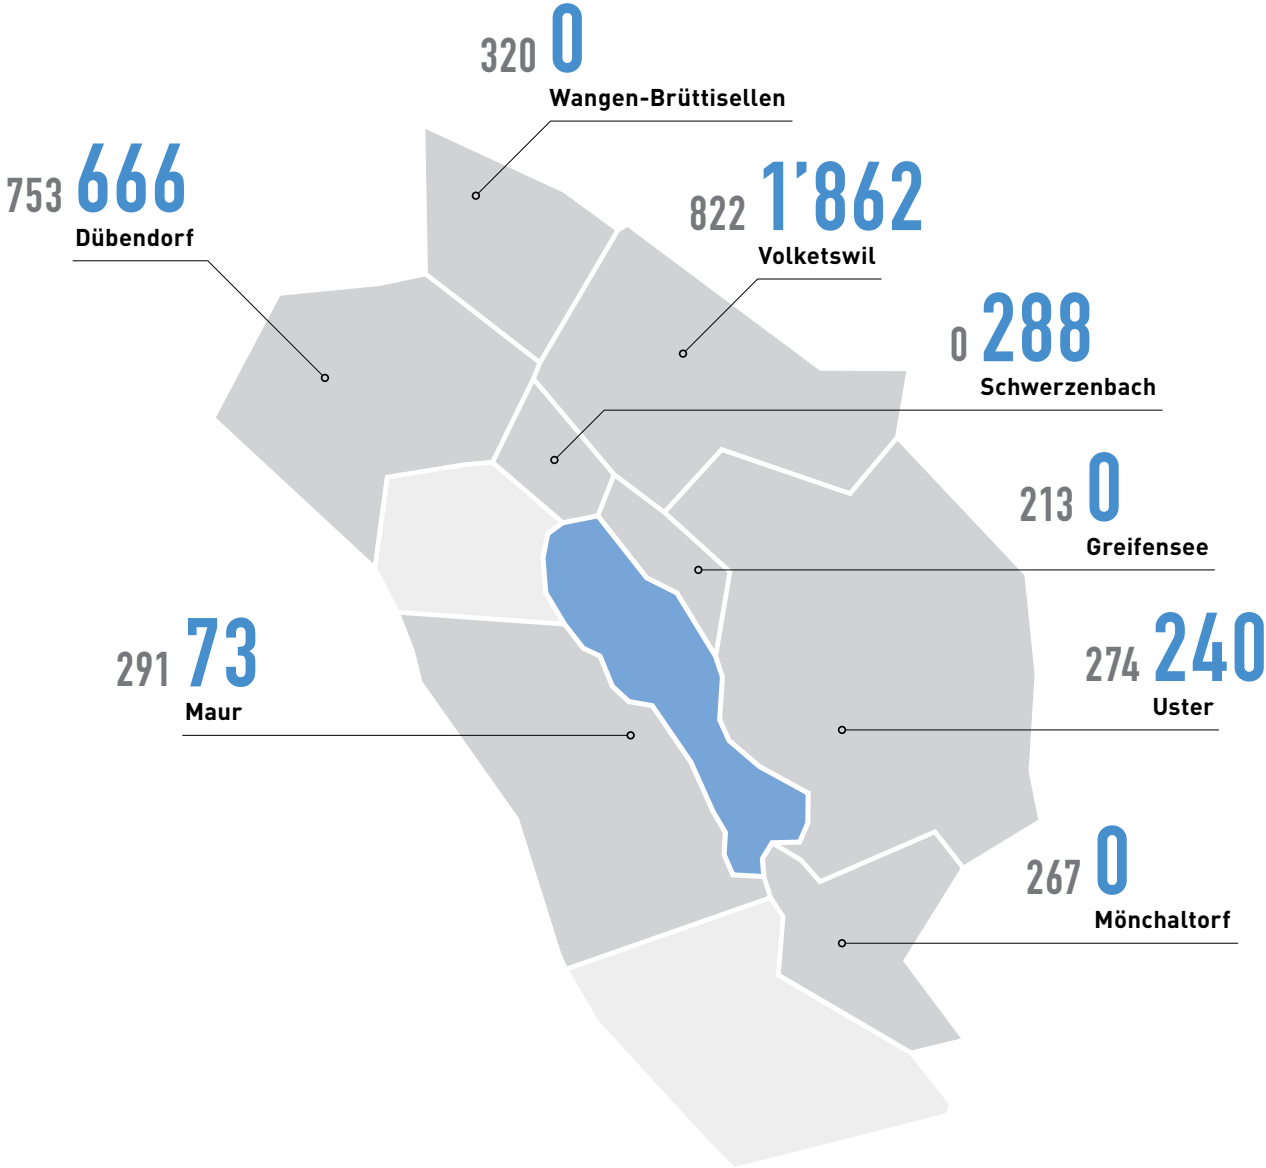 320 0
Wangen-Brüttisellen
753 666
Dübendorf
822 1’862
Volketswil
0 288
Schwerzenbach
213 0
Greifensee
291 73
Maur
274 240
Uster
267 0
Mönchaltorf